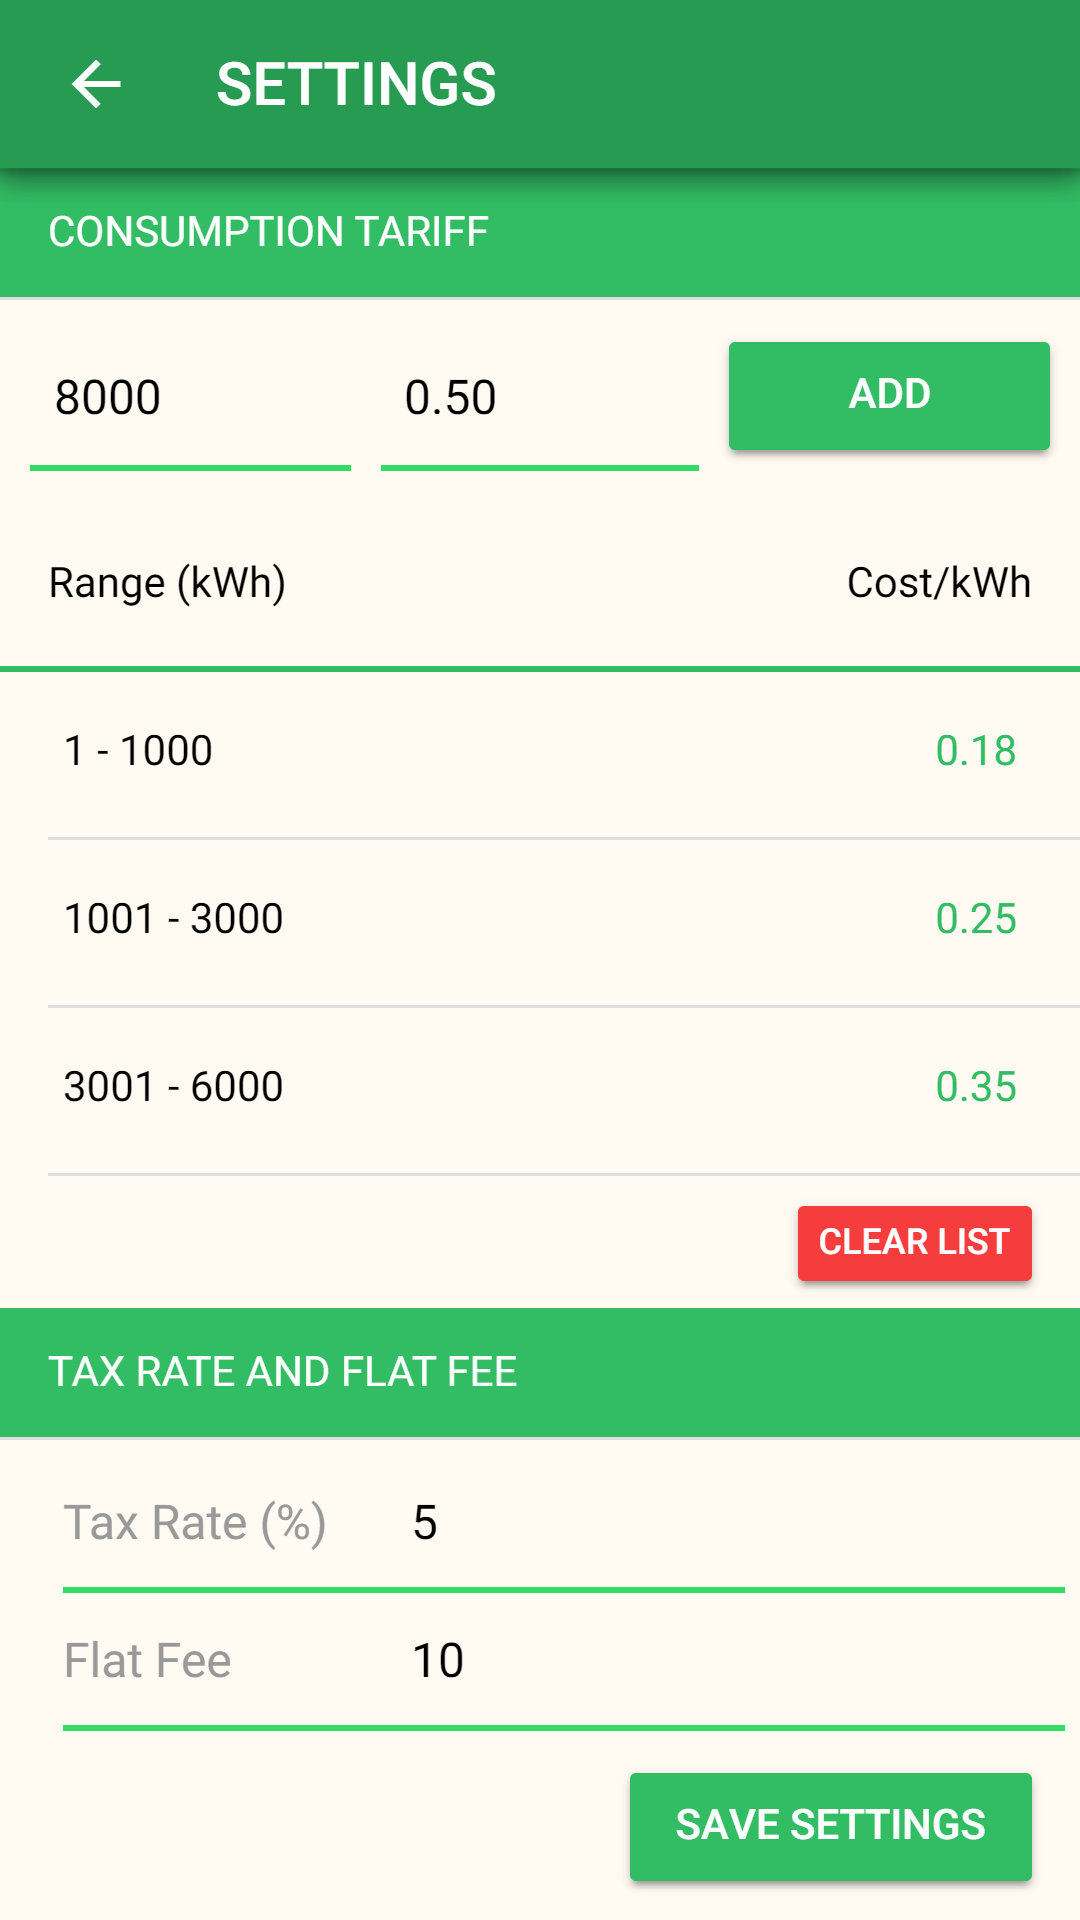 SETTINGS
CONSUMPTION TARIFF
8000 0.50 ADD
Range (kWh) Cost/kWh
1 - 1000 0.18
1001 - 3000 0.25
3001 - 6000 0.35
CLEAR LIST
TAX RATE AND FLAT FEE
Tax Rate (%) 5
Flat Fee 10
SAVE SETTINGS